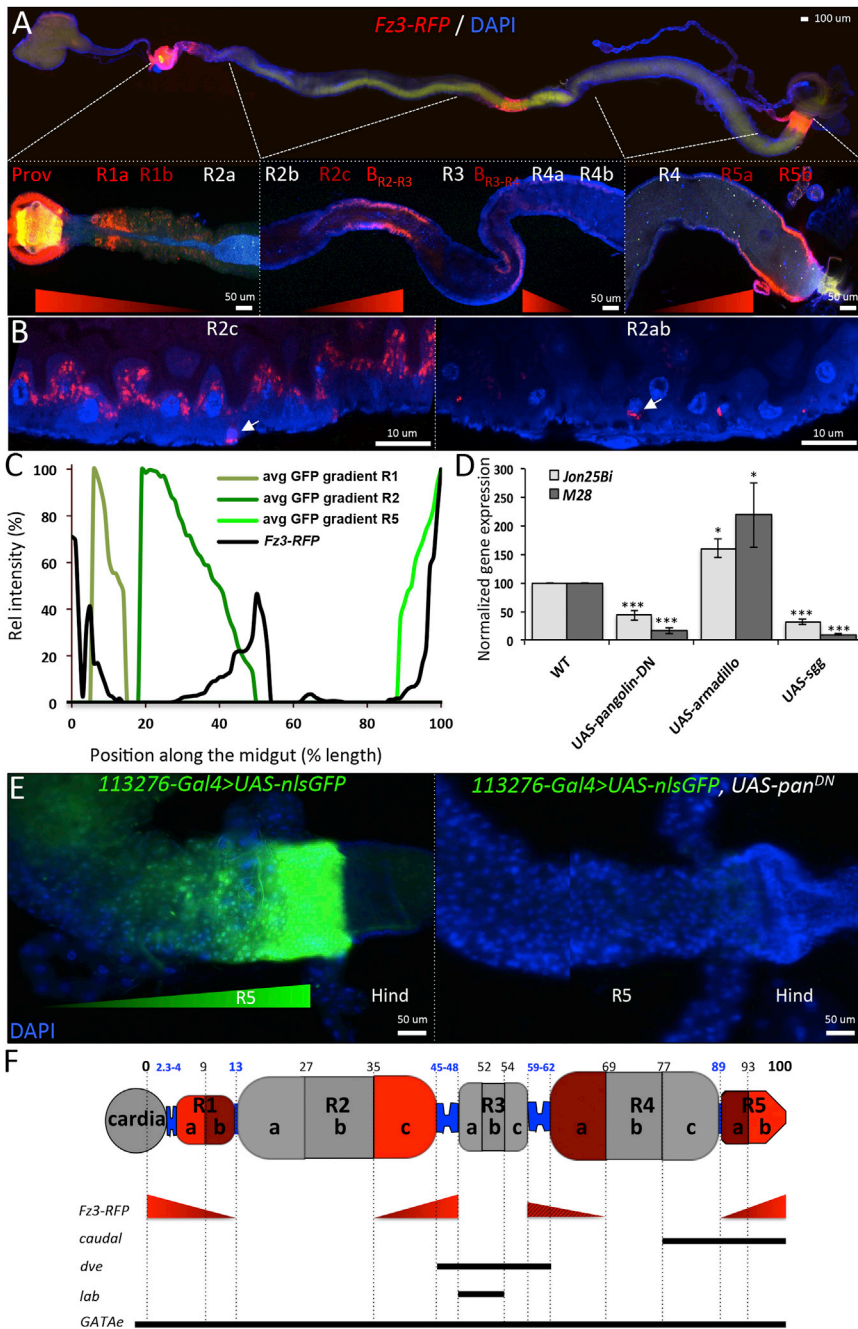 A
Fz3-RFP / DAPI
100 um
Prov R1a R1b R2a
R2b R2c B R2-R3 R3 B R3-R4 R4a R4b
R4 R5a R5b
50 um
50 um
50 um
B
R2c
R2ab
10 um
10 um
C
100
80
60
40
20
0
Rel intensity (%)
avg GFP gradient R1
avg GFP gradient R2
avg GFP gradient R5
Fz3-RFP
0 20 40 60 80 100
Position along the midgut (% length)
D
300
250
200
150
100
50
0
Normalized gene expression
Jon25Bi
M28
*** *** * * *** ***
WT
UAS-pangolin-DN
UAS-armadillo
UAS-sgg
E
113276-Gal4>UAS-nlsGFP
113276-Gal4>UAS-nlsGFP, UAS-panDN
R5 Hind
DAPI
50 um
R5 Hind
50 um
F
0 2.3-4 9 13 27 35 45-48 52 54 59-62 69 77 89 93 100
cardia R1 R2 R3 R4 R5
a b a b c a b c a b c a b
Fz3-RFP
caudal
dve
lab
GATAe